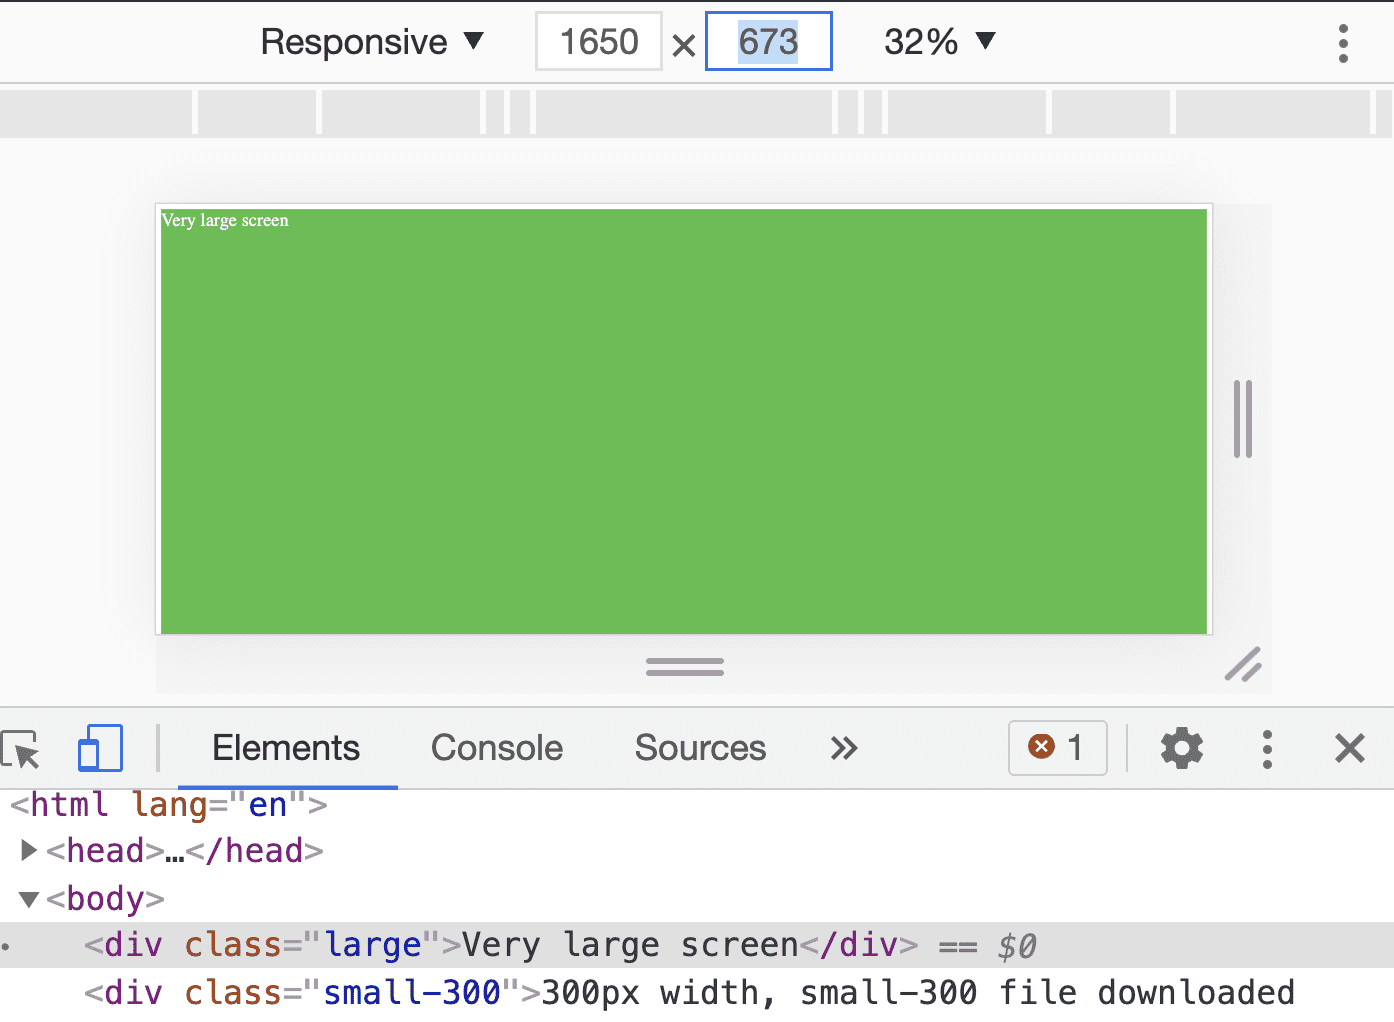 Responsive ▼ 1650 × 673 32% ▼
Very large screen
Elements Console Sources » 1
<html lang="en">
▶<head>…</head>
▼<body>
<div class="large">Very large screen</div> == $0
<div class="small-300">300px width, small-300 file downloaded